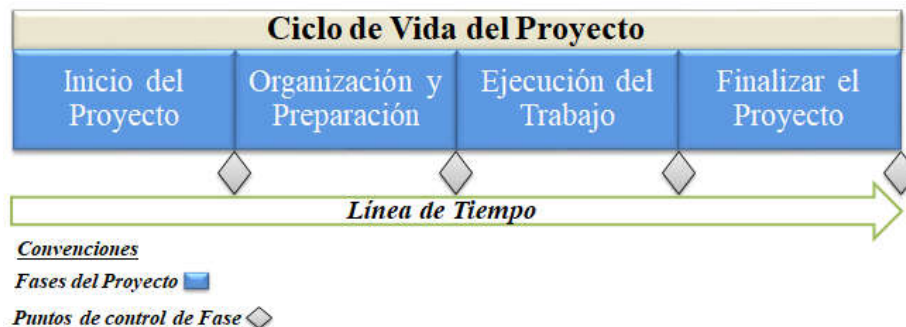 Ciclo de Vida del Proyecto
Inicio del
Proyecto
Organización y
Preparación
Ejecución del
Trabajo
Finalizar el
Proyecto
Línea de Tiempo
Convenciones
Fases del Proyecto
Puntos de control de Fase